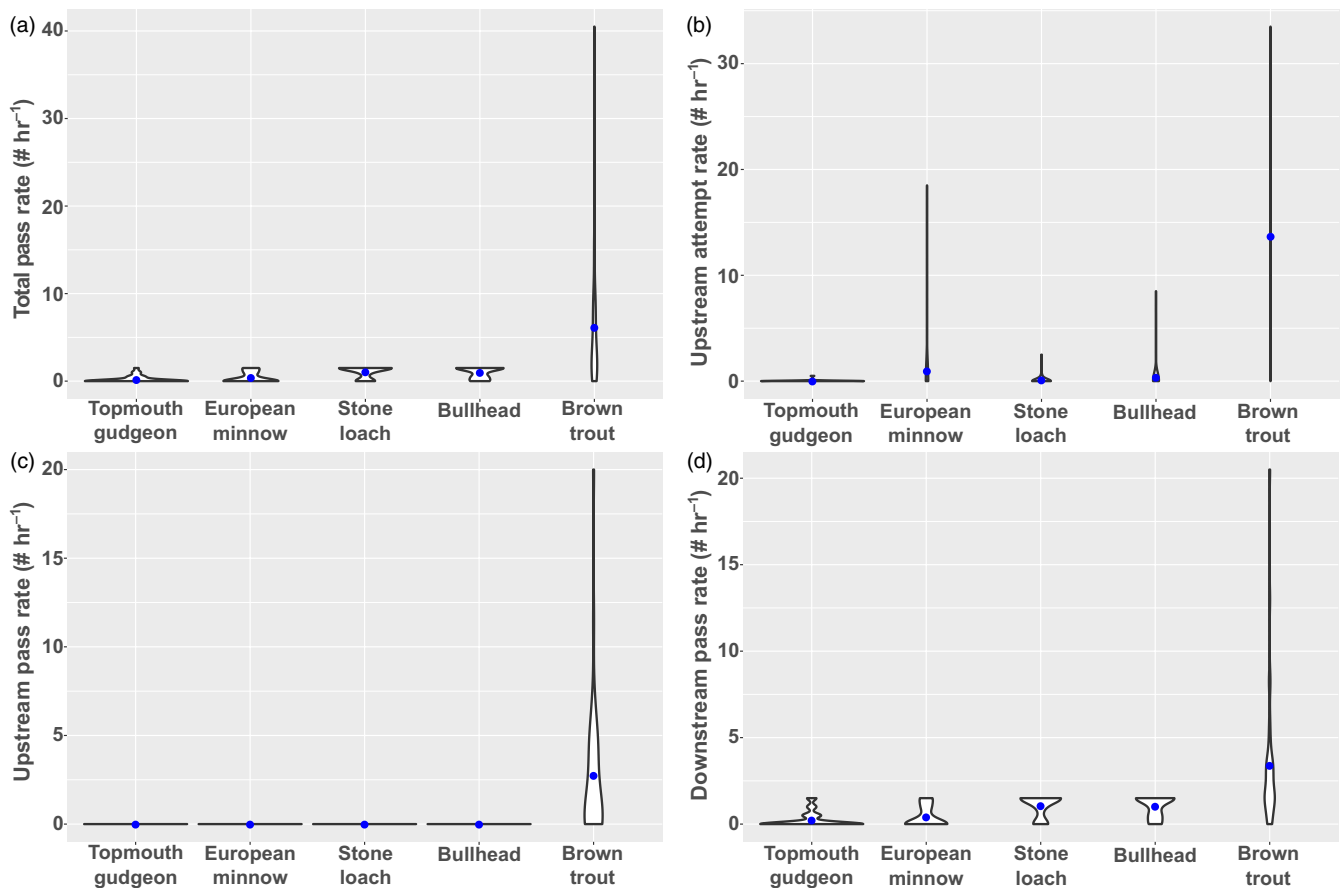 (a)
Total pass rate (# hr⁻¹)
40
30
20
10
0
Topmouth gudgeon
European minnow
Stone loach
Bullhead
Brown trout
(b)
Upstream attempt rate (# hr⁻¹)
30
20
10
0
Topmouth gudgeon
European minnow
Stone loach
Bullhead
Brown trout
(c)
Upstream pass rate (# hr⁻¹)
20
15
10
5
0
Topmouth gudgeon
European minnow
Stone loach
Bullhead
Brown trout
(d)
Downstream pass rate (# hr⁻¹)
20
15
10
5
0
Topmouth gudgeon
European minnow
Stone loach
Bullhead
Brown trout